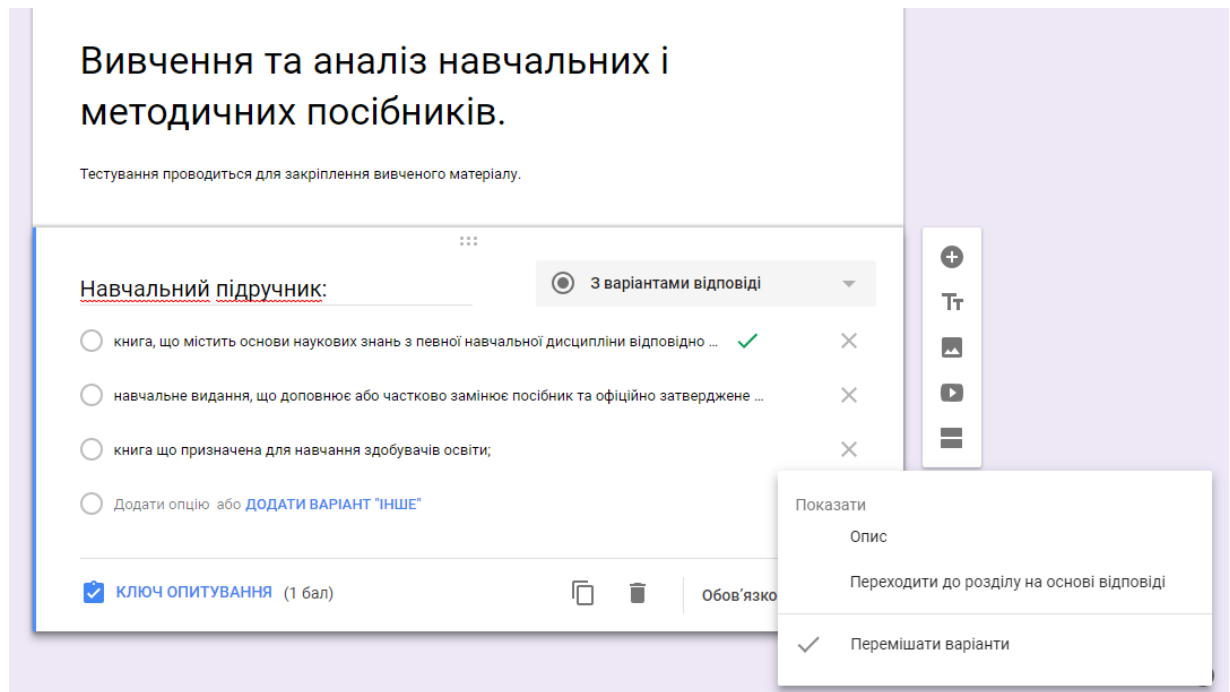 Вивчення та аналіз навчальних і
методичних посібників.
Тестування проводиться для закріплення вивченого матеріалу.
Навчальний підручник:
З варіантами відповіді
книга, що містить основи наукових знань з певної навчальної дисципліни відповідно ...
навчальне видання, що доповнює або частково замінює посібник та офіційно затверджене ...
книга що призначена для навчання здобувачів освіти;
Додати опцію або ДОДАТИ ВАРІАНТ "ІНШЕ"
КЛЮЧ ОПИТУВАННЯ (1 бал)
Обов'язко
Показати
Опис
Переходити до розділу на основі відповіді
Перемішати варіанти
Тт